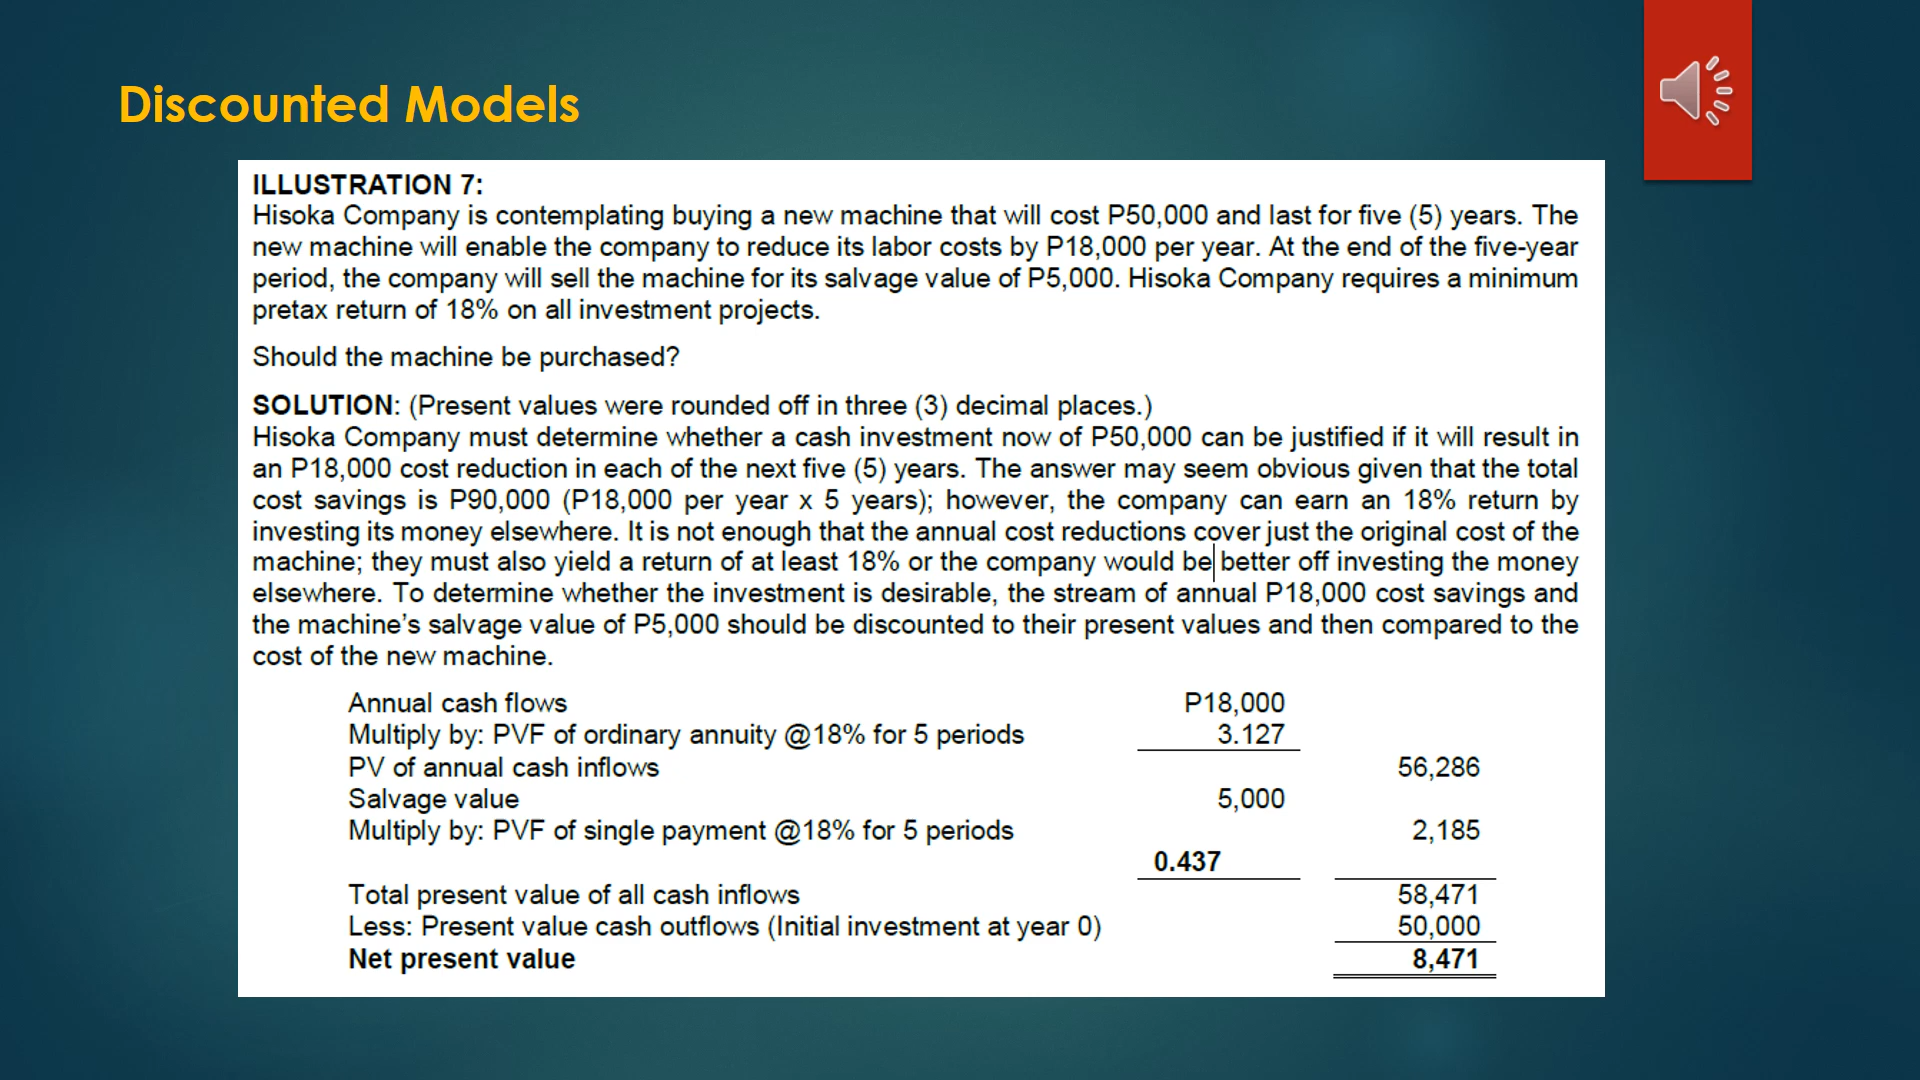 Discounted Models
ILLUSTRATION 7:
Hisoka Company is contemplating buying a new machine that will cost P50,000 and last for five (5) years. The
new machine will enable the company to reduce its labor costs by P18,000 per year. At the end of the five-year
period, the company will sell the machine for its salvage value of P5,000. Hisoka Company requires a minimum
pretax return of 18% on all investment projects.
Should the machine be purchased?
SOLUTION: (Present values were rounded off in three (3) decimal places.)
Hisoka Company must determine whether a cash investment now of P50,000 can be justified if it will result in
an P18,000 cost reduction in each of the next five (5) years. The answer may seem obvious given that the total
cost savings is P90,000 (P18,000 per year x 5 years); however, the company can earn an 18% return by
investing its money elsewhere. It is not enough that the annual cost reductions cover just the original cost of the
machine; they must also yield a return of at least 18% or the company would be better off investing the money
elsewhere. To determine whether the investment is desirable, the stream of annual P18,000 cost savings and
the machine's salvage value of P5,000 should be discounted to their present values and then compared to the
cost of the new machine.
Annual cash flows P18,000
Multiply by: PVF of ordinary annuity @18% for 5 periods 3.127
PV of annual cash inflows 56,286
Salvage value 5,000
Multiply by: PVF of single payment @18% for 5 periods 2,185
0.437
Total present value of all cash inflows 58,471
Less: Present value cash outflows (Initial investment at year 0) 50,000
Net present value 8,471